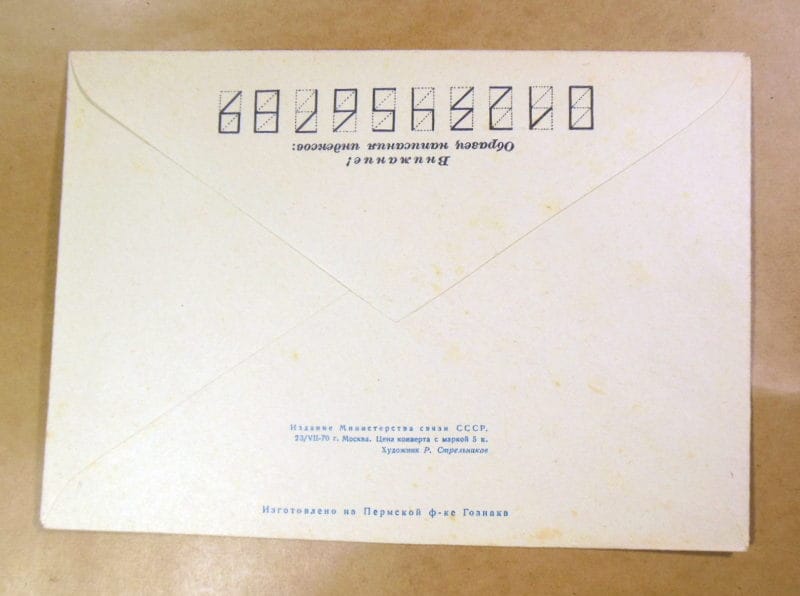 Внимание!
Образец написания индексов:
0123456789
Издание Министерства связи СССР.
23/VII-70 г. Москва. Цена конверта с маркой 5 к.
Художник Р. Стрельников
Изготовлено на Пермской ф-ке Гознака